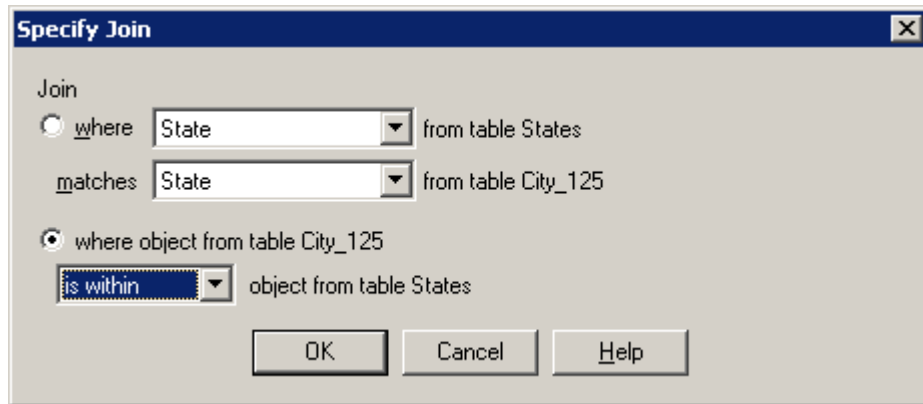 Specify Join
Join
where State from table States
matches State from table City_125
where object from table City_125
is within object from table States
OK Cancel Help